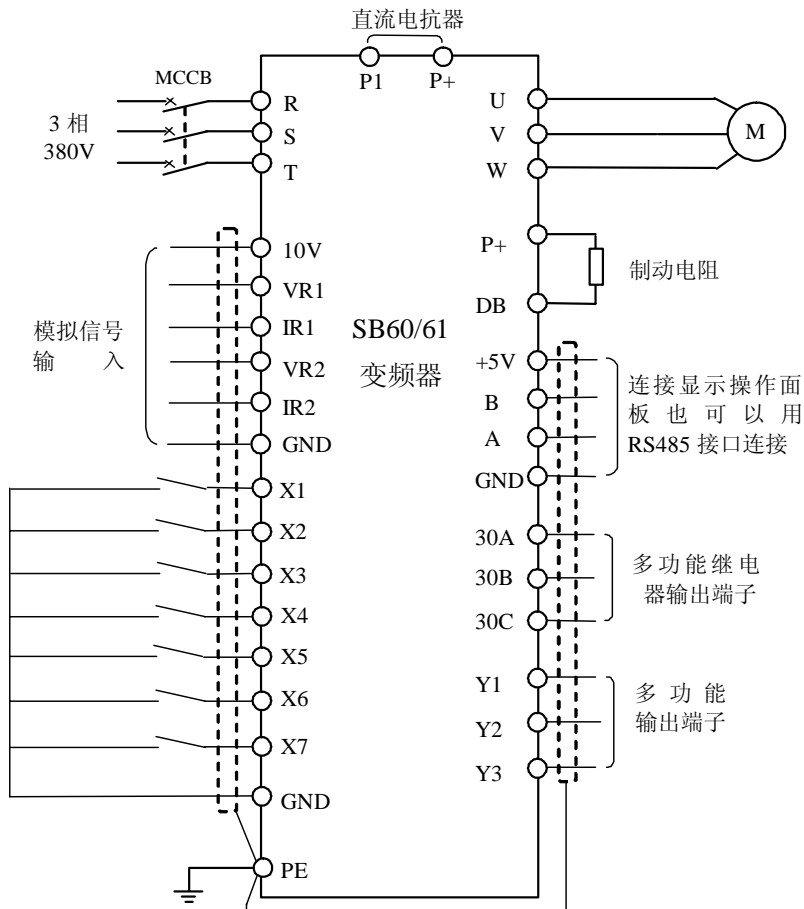 直流电抗器
P1 P+
MCCB
3 相
380V
R
S
T
U
V
W
M
10V
VR1
IR1
VR2
IR2
GND
模拟信号
输 入
SB60/61
变频器
P+
DB
制动电阻
+5V
B
A
GND
连接显示操作面
板也可以用
RS485 接口连接
X1
X2
X3
X4
X5
X6
X7
GND
PE
30A
30B
30C
多功能继电
器输出端子
Y1
Y2
Y3
多 功 能
输出端子